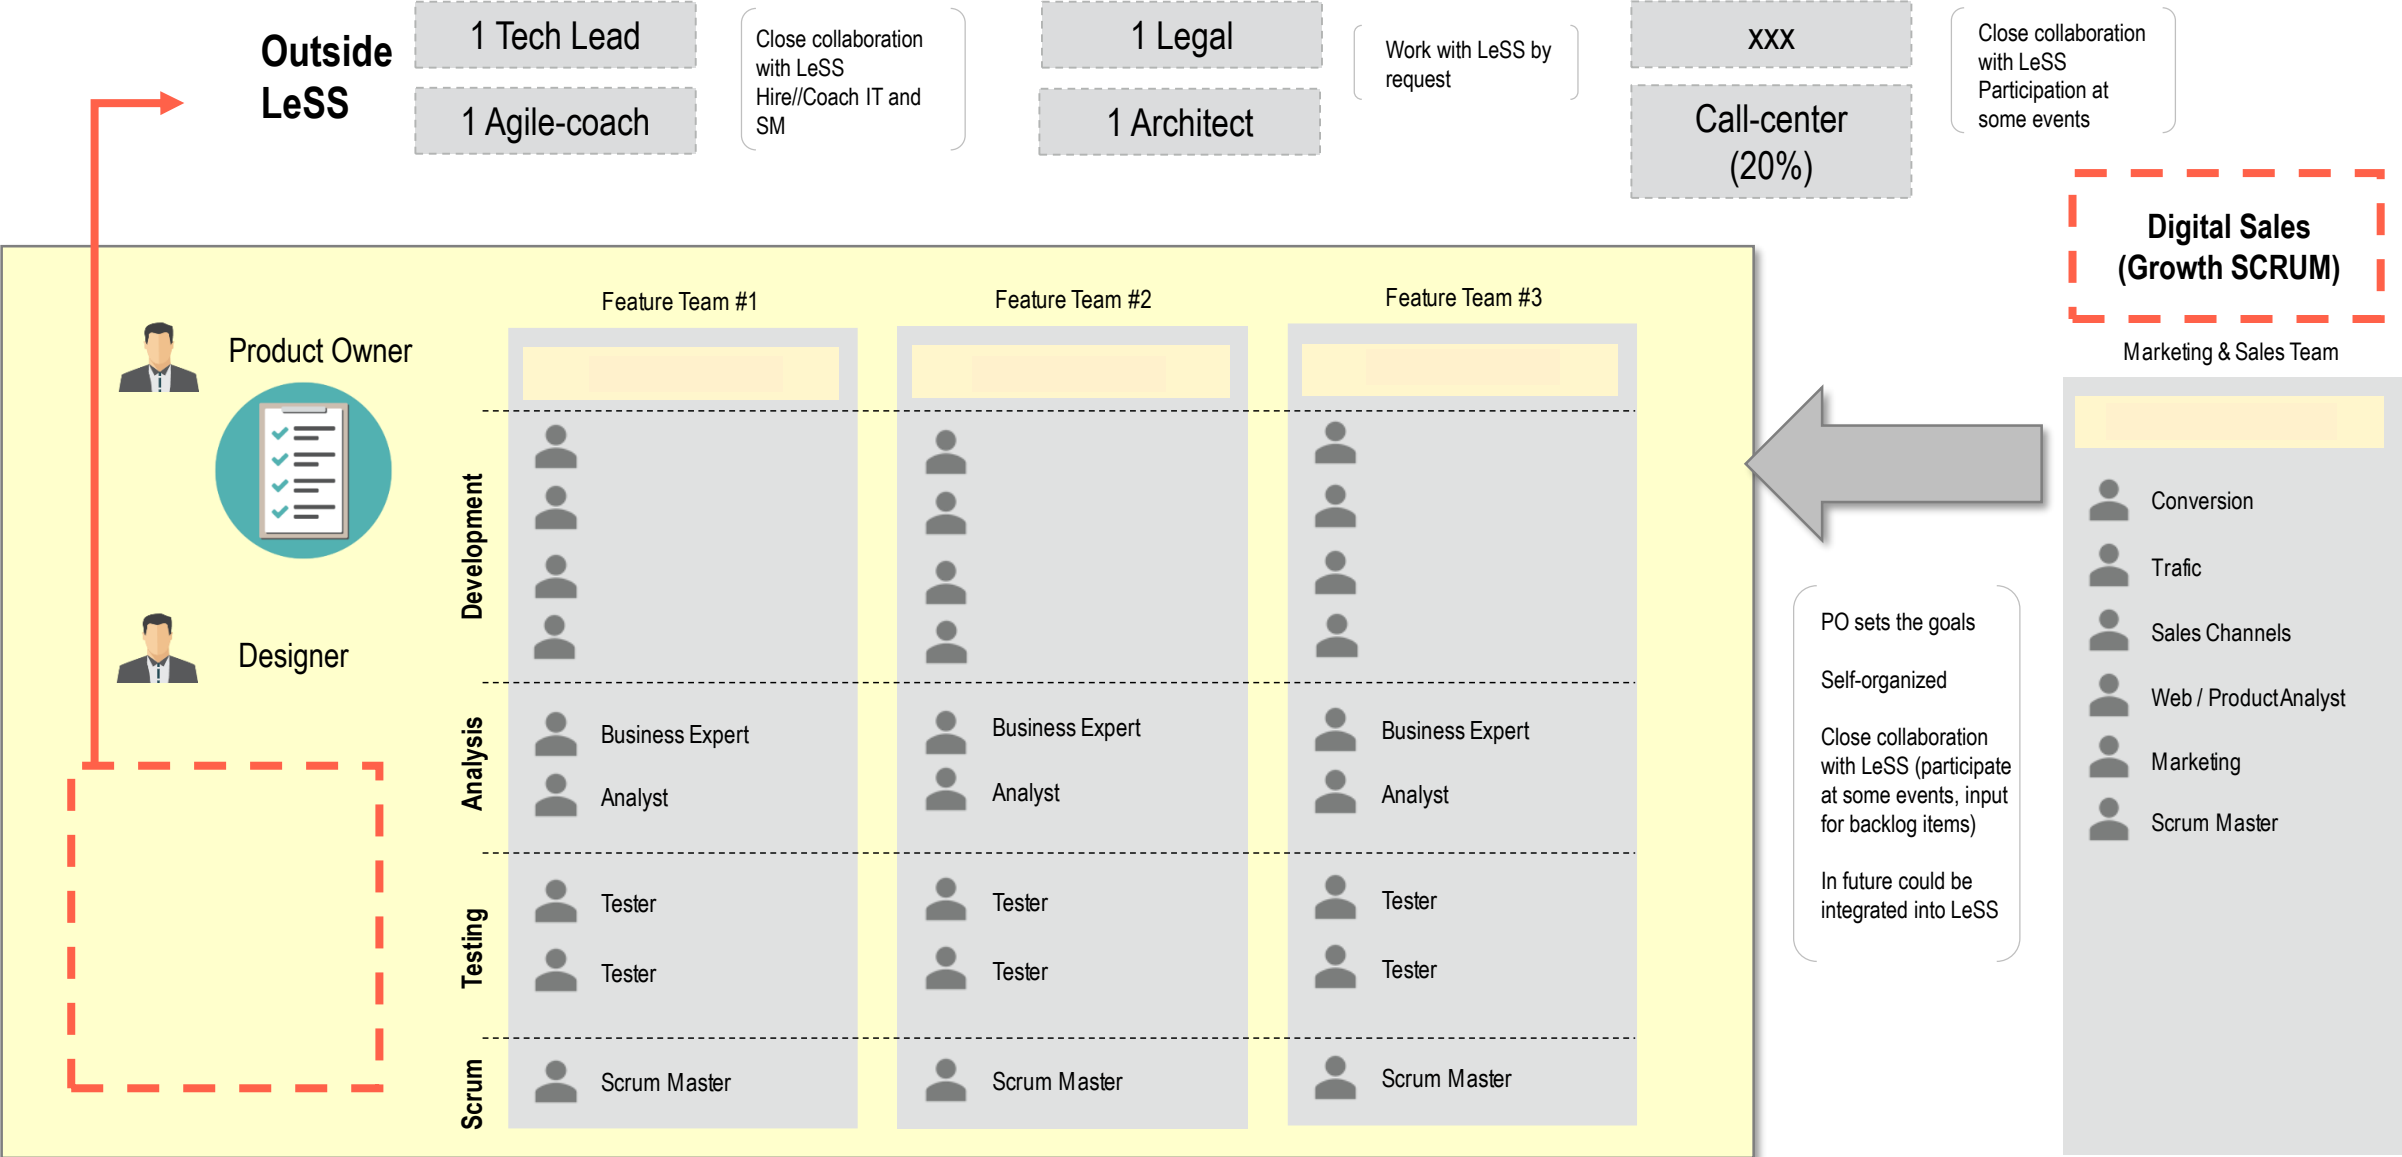 Outside
LeSS
1 Tech Lead
1 Agile-coach
Close collaboration
with LeSS
Hire//Coach IT and
SM
1 Legal
1 Architect
Work with LeSS by
request
xxx
Call-center
(20%)
Close collaboration
with LeSS
Participation at
some events
Digital Sales
(Growth SCRUM)
Marketing & Sales Team
Conversion
Trafic
Sales Channels
Web / Product Analyst
Marketing
Scrum Master
PO sets the goals
Self-organized
Close collaboration
with LeSS (participate
at some events, input
for backlog items)
In future could be
integrated into LeSS
Product Owner
Designer
Development
Analysis
Testing
Scrum
Feature Team #1
Business Expert
Analyst
Tester
Tester
Scrum Master
Feature Team #2
Business Expert
Analyst
Tester
Tester
Scrum Master
Feature Team #3
Business Expert
Analyst
Tester
Tester
Scrum Master